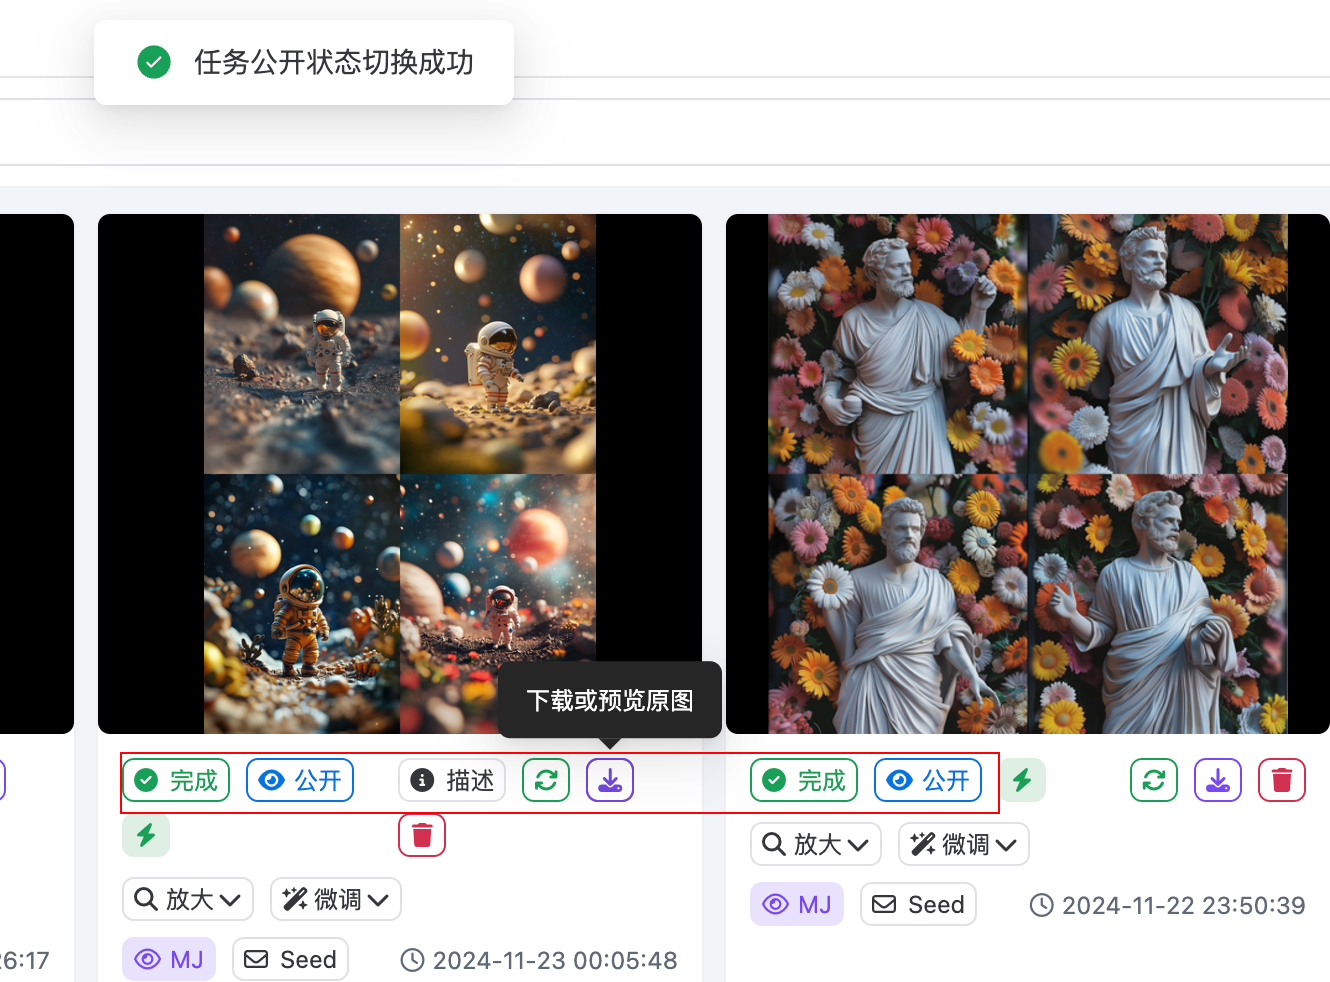 任务公开状态切换成功
下载或预览原图
完成 公开 描述
完成 公开
放大 微调
放大 微调
MJ Seed 2024-11-22 23:50:39
26:17
MJ Seed 2024-11-23 00:05:48